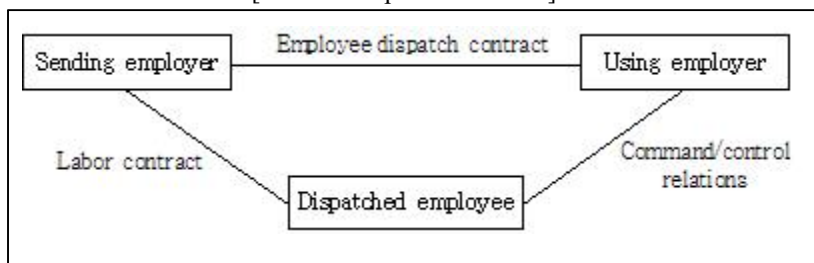 Employee dispatch contract
Sending employer
Using employer
Labor contract
Command/control
relations
Dispatched employee